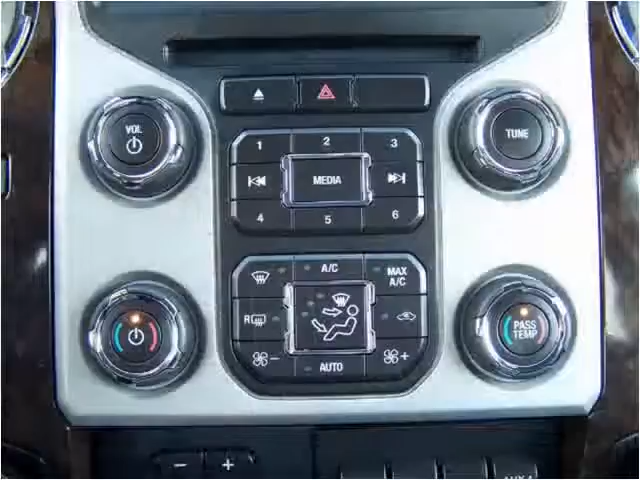 VOL
1 2 3
MEDIA
4 5 6
TUNE
A/C
MAX
A/C
R
AUTO
− +
PASS
TEMP
− +